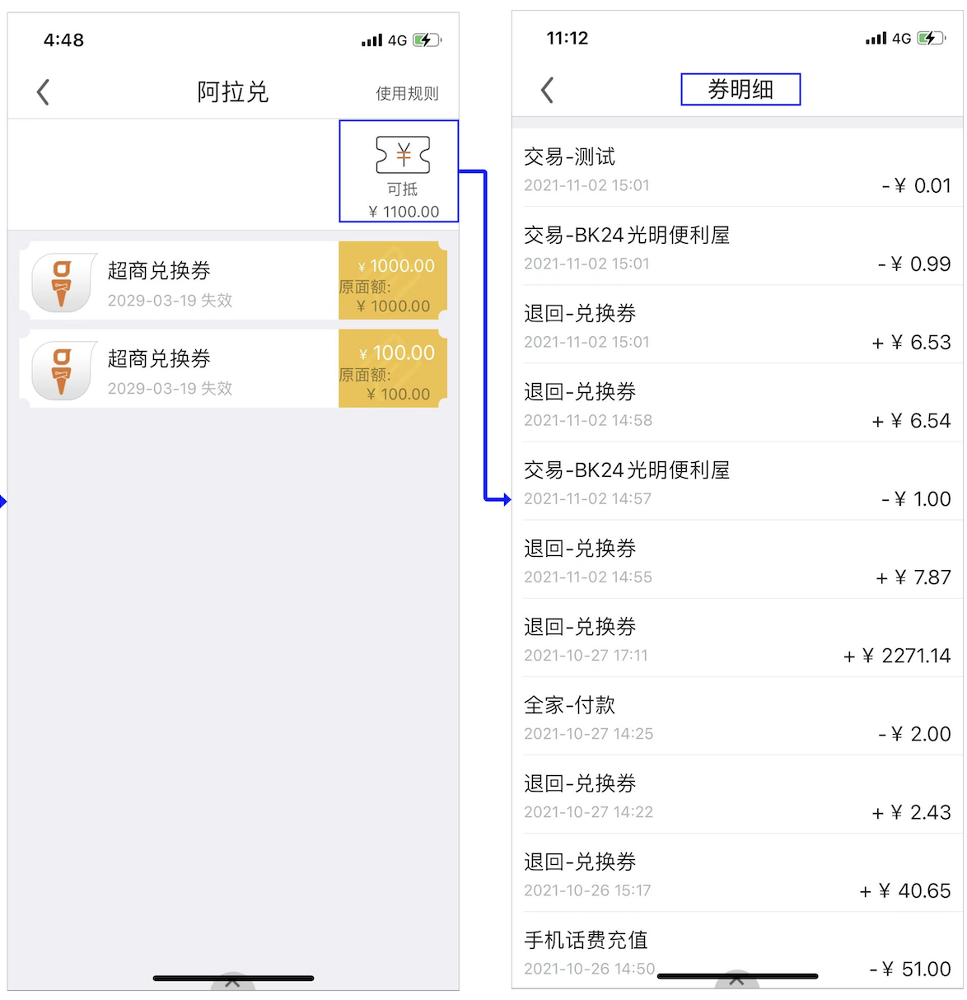 4:48
4G
阿拉兑
使用规则
¥
可抵
¥ 1100.00
超商兑换券
2029-03-19 失效
¥ 1000.00
原面额:
¥ 1000.00
超商兑换券
2029-03-19 失效
¥ 100.00
原面额:
¥ 100.00
11:12
4G
券明细
交易-测试
2021-11-02 15:01
-¥ 0.01
交易-BK24光明便利屋
2021-11-02 15:01
-¥ 0.99
退回-兑换券
2021-11-02 15:01
+ ¥ 6.53
退回-兑换券
2021-11-02 14:58
+ ¥ 6.54
交易-BK24光明便利屋
2021-11-02 14:57
-¥ 1.00
退回-兑换券
2021-11-02 14:55
+ ¥ 7.87
退回-兑换券
2021-10-27 17:11
+ ¥ 2271.14
全家-付款
2021-10-27 14:25
-¥ 2.00
退回-兑换券
2021-10-27 14:22
+ ¥ 2.43
退回-兑换券
2021-10-26 15:17
+ ¥ 40.65
手机话费充值
2021-10-26 14:50
-¥ 51.00